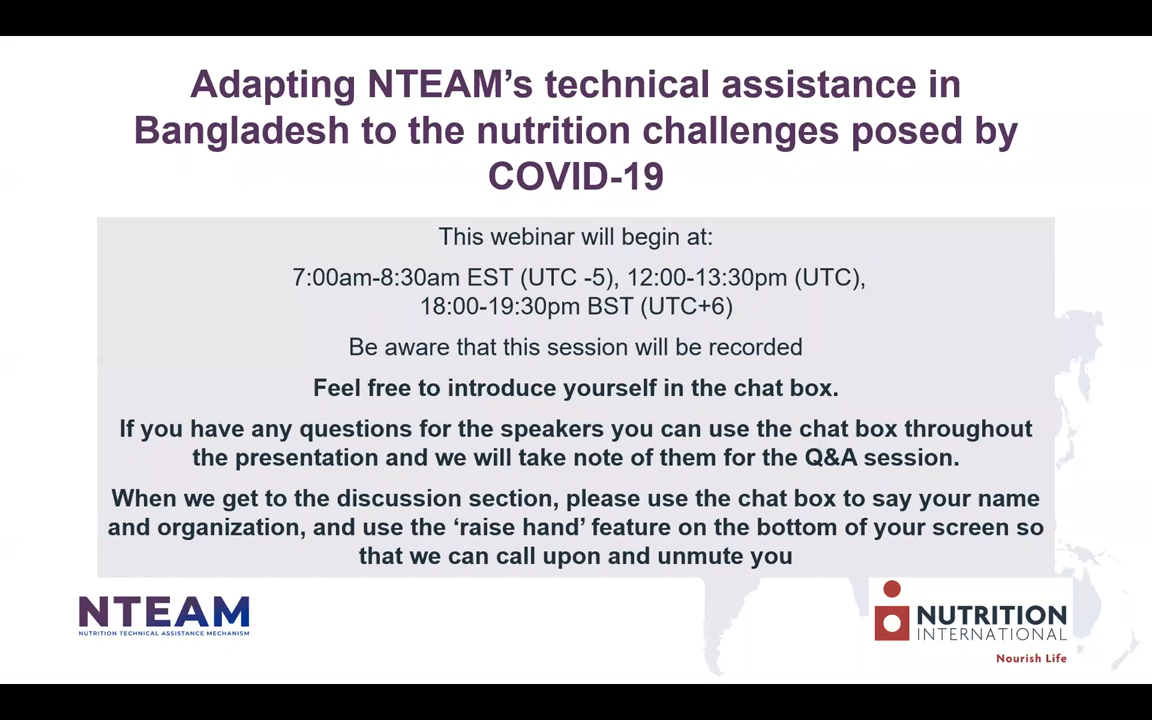 Adapting NTEAM’s technical assistance in
Bangladesh to the nutrition challenges posed by
COVID-19
This webinar will begin at:
7:00am-8:30am EST (UTC -5), 12:00-13:30pm (UTC),
18:00-19:30pm BST (UTC+6)
Be aware that this session will be recorded
Feel free to introduce yourself in the chat box.
If you have any questions for the speakers you can use the chat box throughout
the presentation and we will take note of them for the Q&A session.
When we get to the discussion section, please use the chat box to say your name
and organization, and use the ‘raise hand’ feature on the bottom of your screen so
that we can call upon and unmute you
NTEAM
NUTRITION TECHNICAL ASSISTANCE MECHANISM
NUTRITION
INTERNATIONAL
Nourish Life